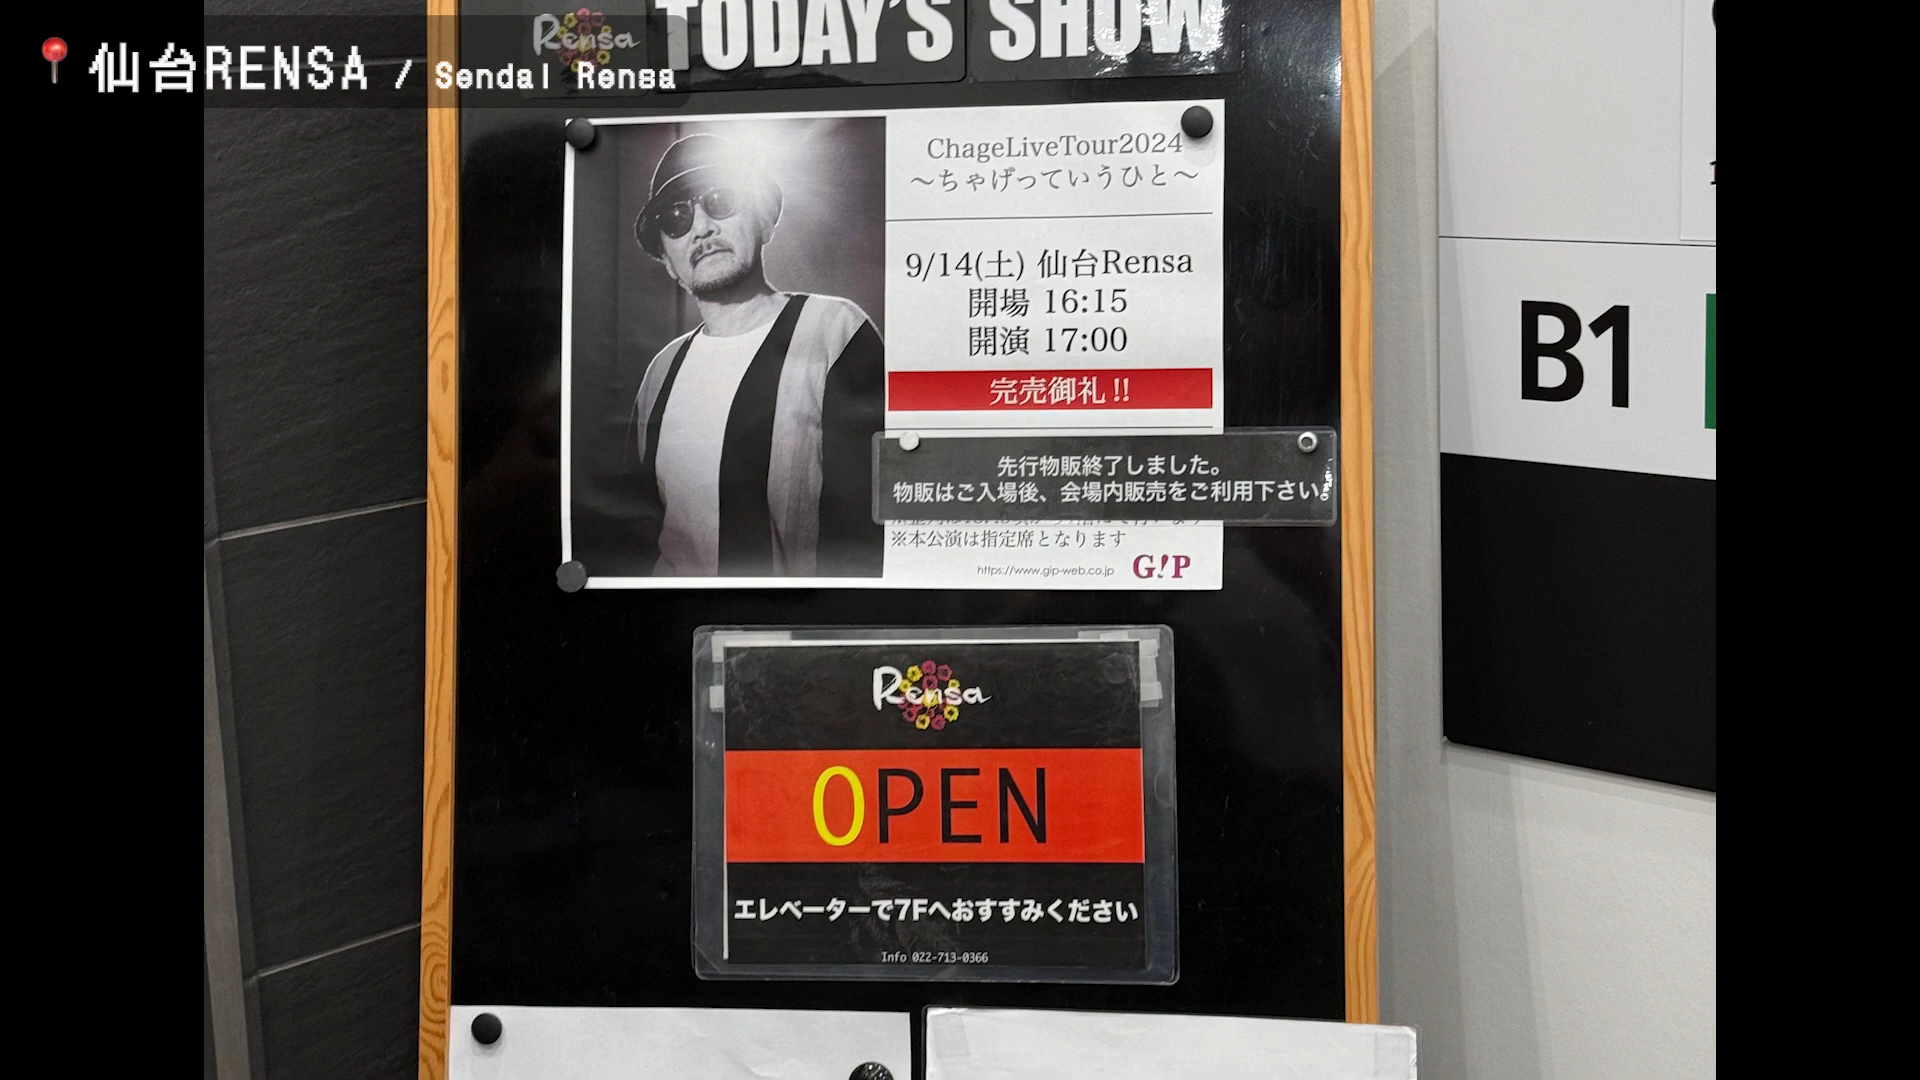 📍仙台RENSA / Sendai Rensa
Rensa TODAY'S SHOW
ChageLiveTour2024
～ちゃげっていうひと～
9/14(土) 仙台Rensa
開場 16:15
開演 17:00
完売御礼!!
先行物販終了しました。
物販はご入場後、会場内販売をご利用下さい。
※本公演は指定席となります
https://www.gip-web.co.jp G!P
B1
Rensa
OPEN
エレベーターで7Fへおすすみください
Info 022-713-0366